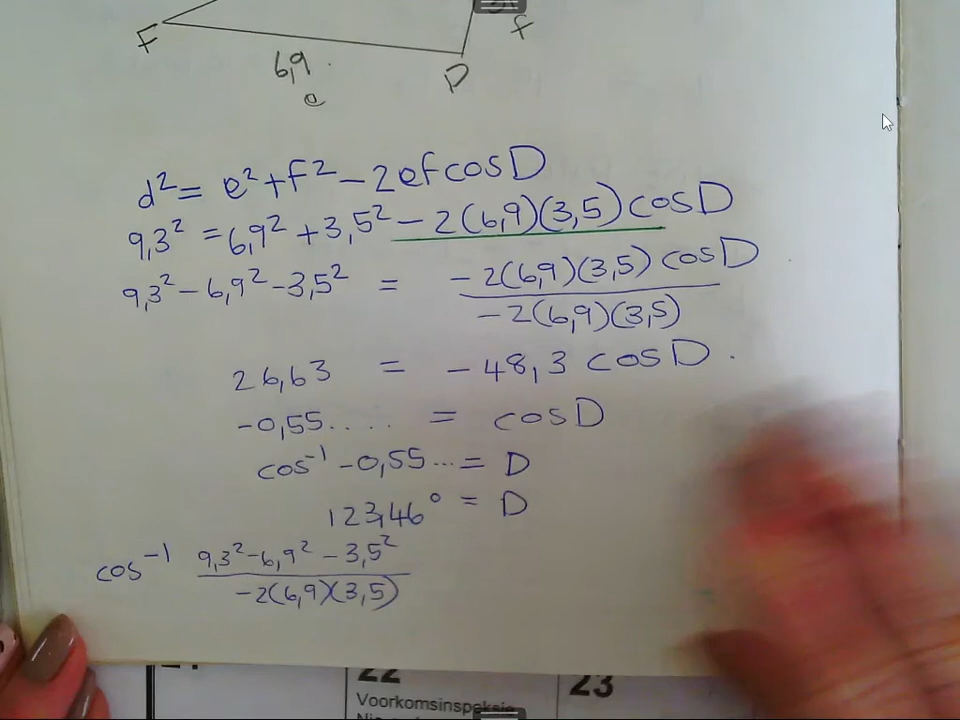 F
f
6,9
e
D
d² = e² + f² - 2ef cos D
9,3² = 6,9² + 3,5² - 2(6,9)(3,5) cos D
9,3² - 6,9² - 3,5² = -2(6,9)(3,5) cos D
-2(6,9)(3,5)
26,63 = -48,3 cos D .
-0,55.... = cos D
cos⁻¹ -0,55... = D
123,46° = D
cos⁻¹ 9,3² - 6,9² - 3,5²
-2(6,9)(3,5)
22 23
Voorkomsinspeksie